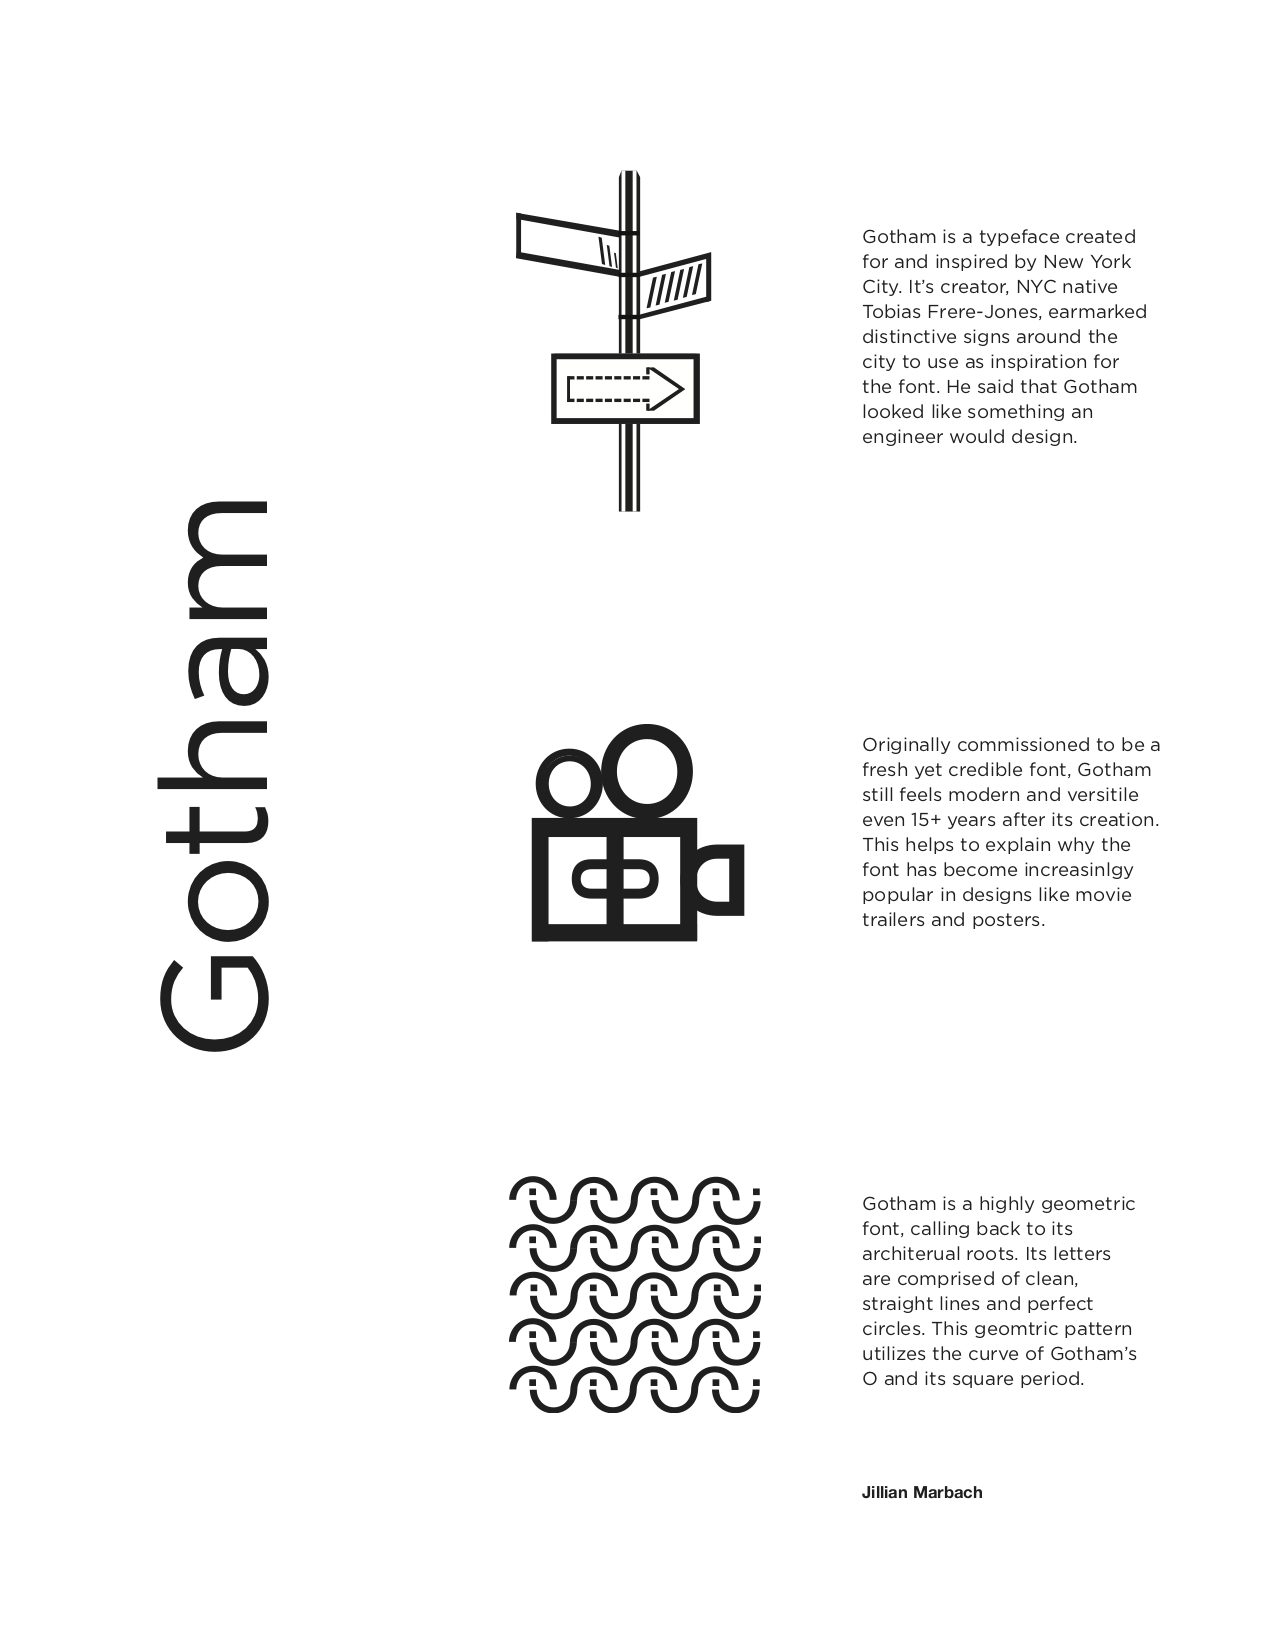 Gotham
Gotham is a typeface created
for and inspired by New York
City. It’s creator, NYC native
Tobias Frere-Jones, earmarked
distinctive signs around the
city to use as inspiration for
the font. He said that Gotham
looked like something an
engineer would design.
Originally commissioned to be a
fresh yet credible font, Gotham
still feels modern and versitile
even 15+ years after its creation.
This helps to explain why the
font has become increasinlgy
popular in designs like movie
trailers and posters.
Gotham is a highly geometric
font, calling back to its
architerual roots. Its letters
are comprised of clean,
straight lines and perfect
circles. This geomtric pattern
utilizes the curve of Gotham’s
O and its square period.
Jillian Marbach